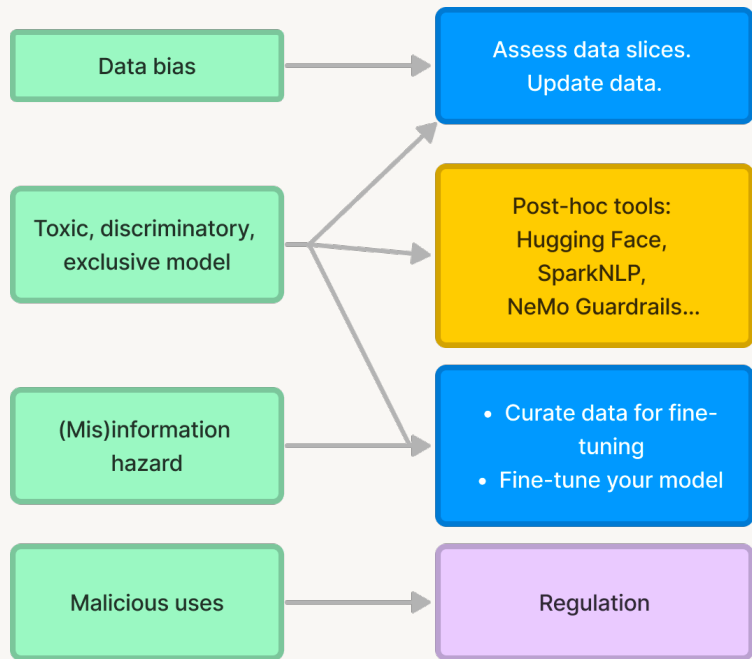 Data bias
Assess data slices.
Update data.
Toxic, discriminatory,
exclusive model
Post-hoc tools:
Hugging Face,
SparkNLP,
NeMo Guardrails...
(Mis)information
hazard
• Curate data for fine-
tuning
• Fine-tune your model
Malicious uses
Regulation